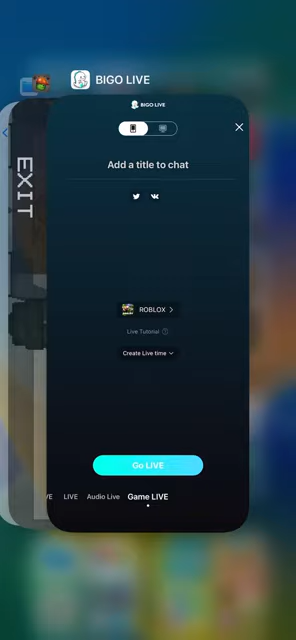 BIGO LIVE
BIGO LIVE
EXIT
Add a title to chat
ROBLOX
Live Tutorial
Create Live time
Go LIVE
VE LIVE Audio Live Game LIVE